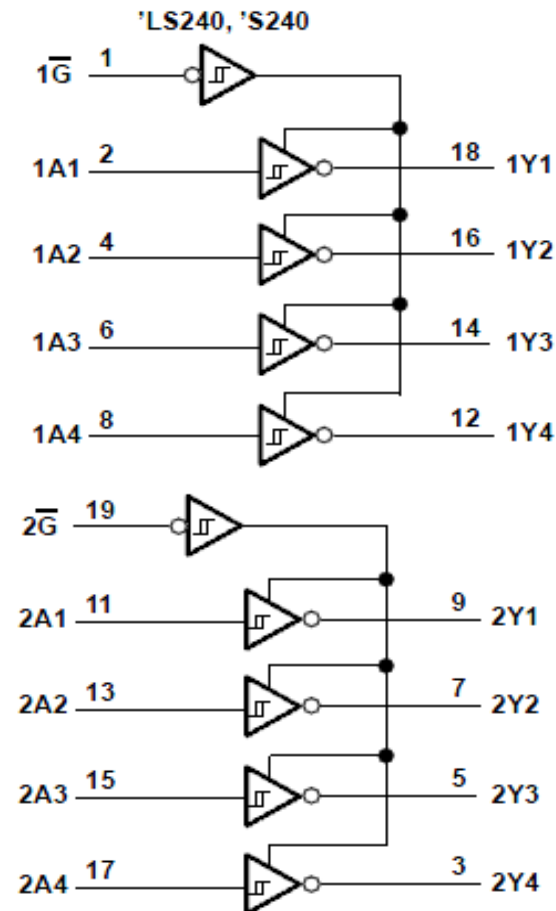 'LS240, 'S240
1G̅ 1
1A1 2 18 1Y1
1A2 4 16 1Y2
1A3 6 14 1Y3
1A4 8 12 1Y4
2G̅ 19
2A1 11 9 2Y1
2A2 13 7 2Y2
2A3 15 5 2Y3
2A4 17 3 2Y4